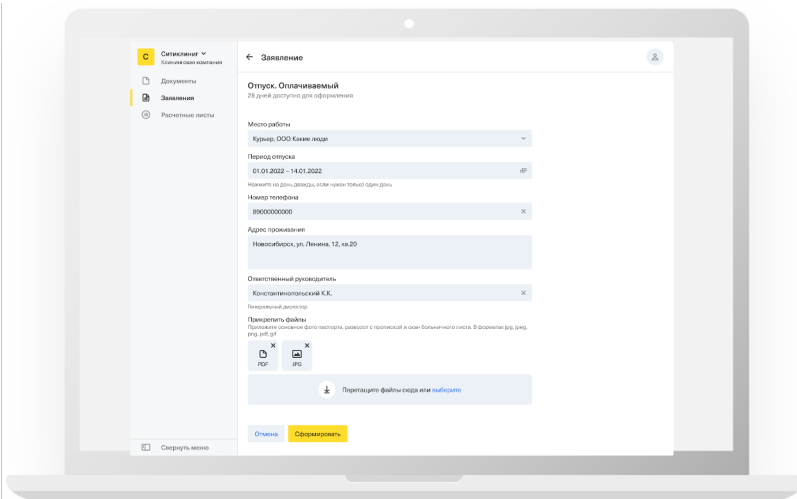 С
Ситиклининг
Клининговая компания
Документы
Заявления
Расчетные листы
Свернуть меню
← Заявление
Отпуск. Оплачиваемый
28 дней доступно для оформления
Место работы
Курьер, ООО Какие люди
Период отпуска
01.01.2022 – 14.01.2022
Нажмите на день дважды, если нужен только один день
Номер телефона
89000000000
Адрес проживания
Новосибирск, ул. Ленина, 12, кв.20
Ответственный руководитель
Константинопольский К.К.
Генеральный директор
Прикрепить файлы
Приложите основное фото паспорта, разворот с пропиской и скан больничного листа. В форматах jpg, jpeg,
png, pdf, gif
PDF
JPG
Перетащите файлы сюда или выберите
Отмена
Сформировать